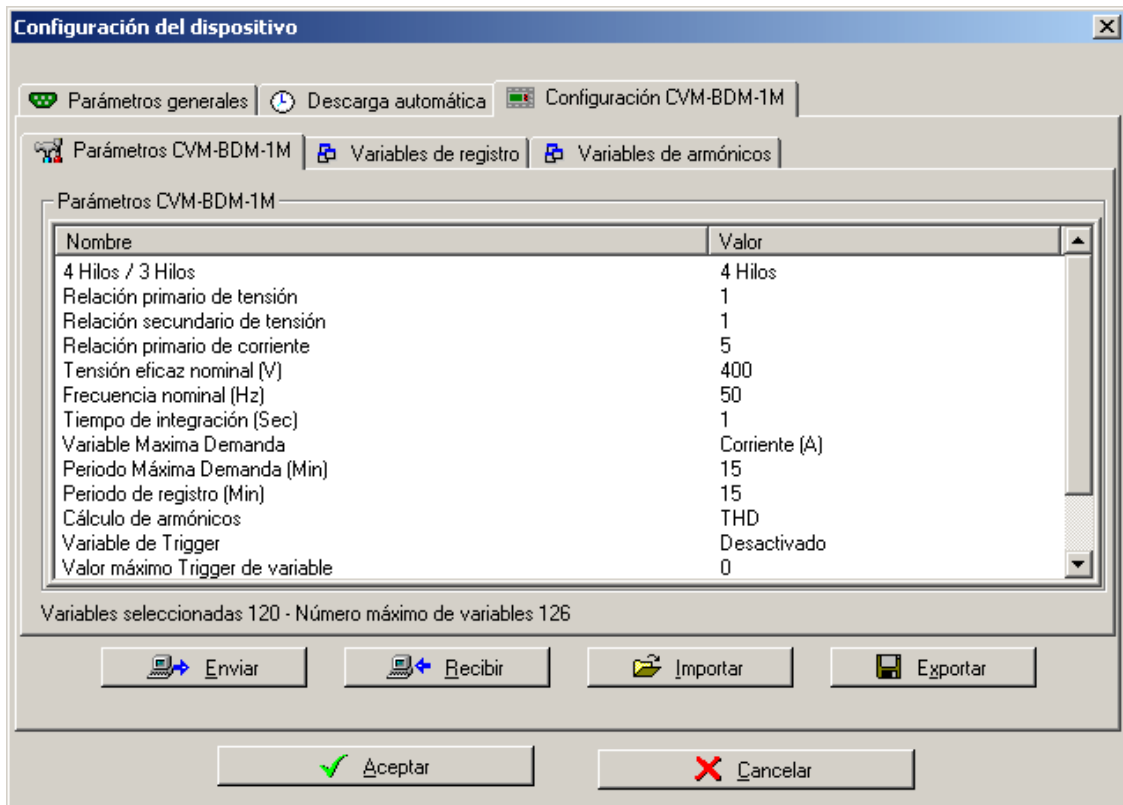 Configuración del dispositivo
Parámetros generales
Descarga automática
Configuración CVM-BDM-1M
Parámetros CVM-BDM-1M
Variables de registro
Variables de armónicos
Parámetros CVM-BDM-1M
Nombre Valor
4 Hilos / 3 Hilos 4 Hilos
Relación primario de tensión 1
Relación secundario de tensión 1
Relación primario de corriente 5
Tensión eficaz nominal (V) 400
Frecuencia nominal (Hz) 50
Tiempo de integración (Sec) 1
Variable Maxima Demanda Corriente (A)
Periodo Máxima Demanda (Min) 15
Periodo de registro (Min) 15
Cálculo de armónicos THD
Variable de Trigger Desactivado
Valor máximo Trigger de variable 0
Variables seleccionadas 120 - Número máximo de variables 126
Enviar
Recibir
Importar
Exportar
Aceptar
Cancelar